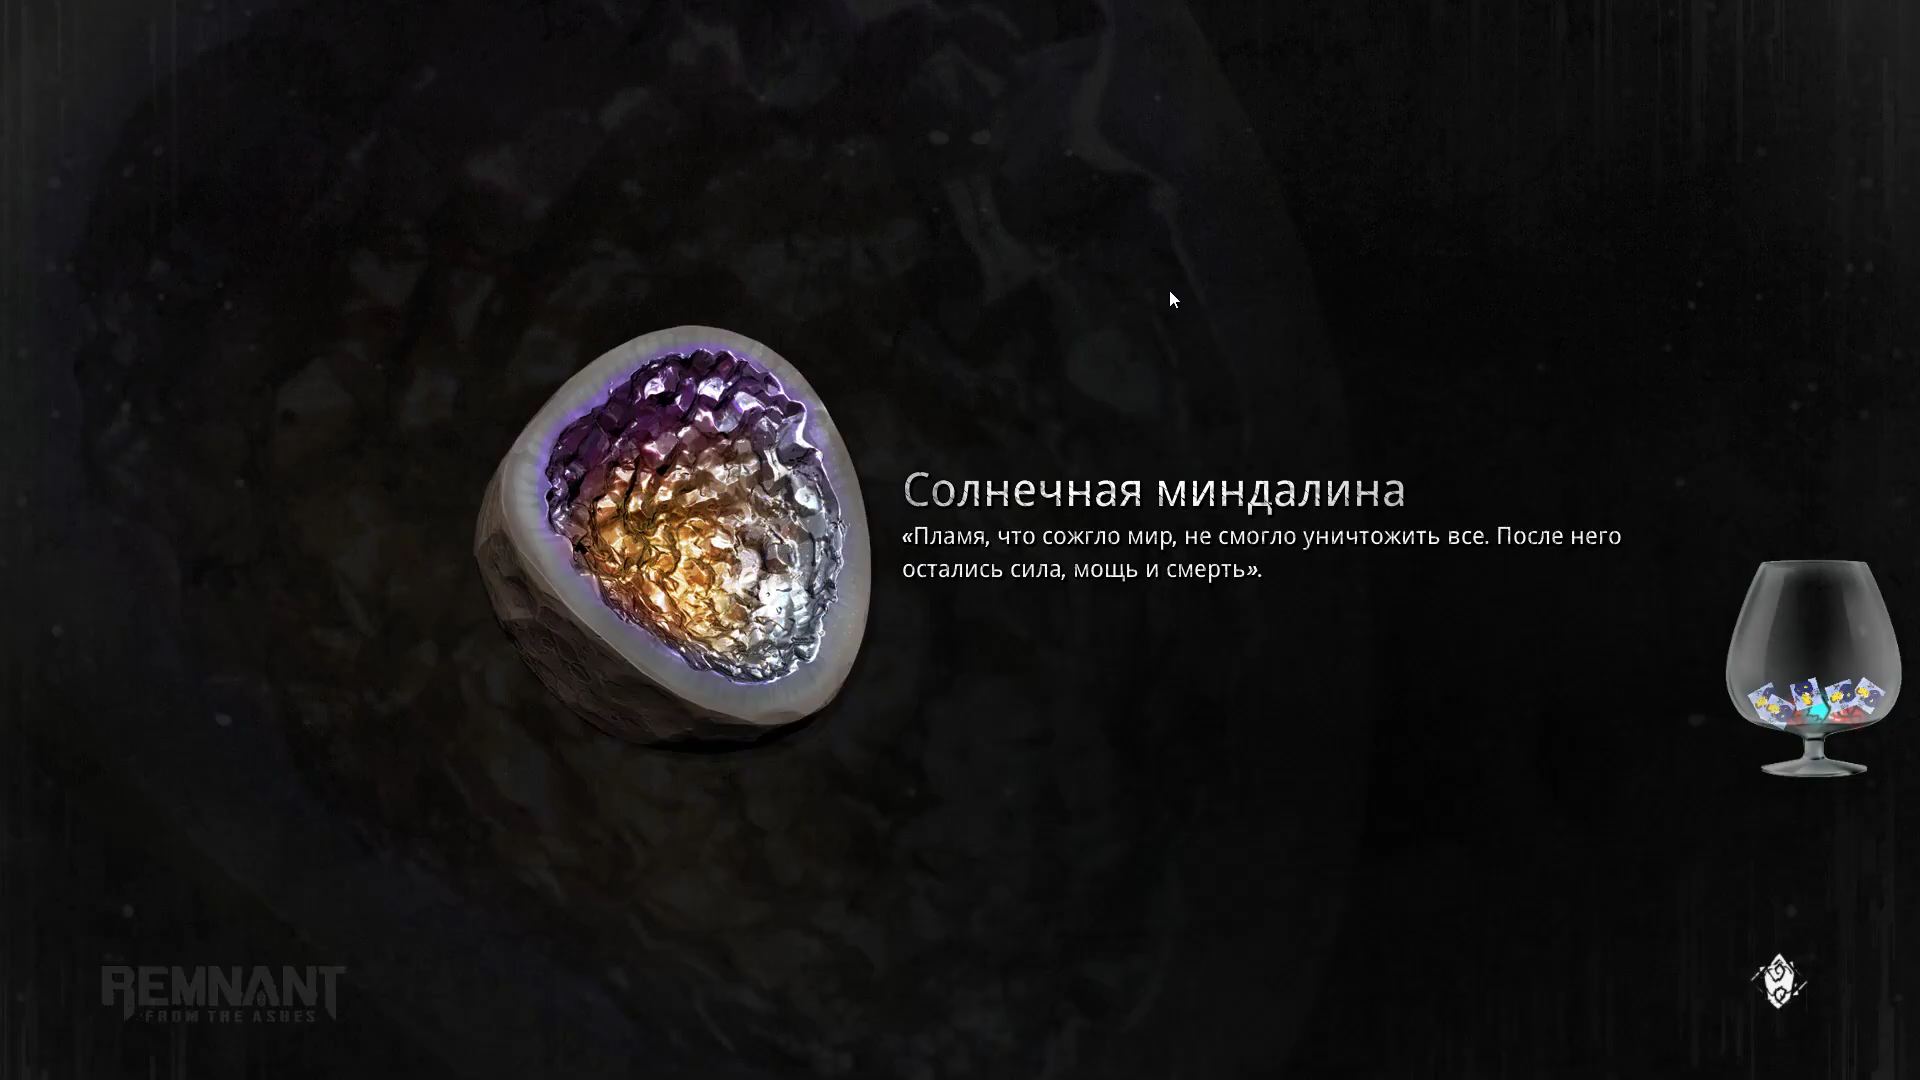 Солнечная миндалина
«Пламя, что сожгло мир, не смогло уничтожить все. После него
остались сила, мощь и смерть».
REMNANT
FROM THE ASHES